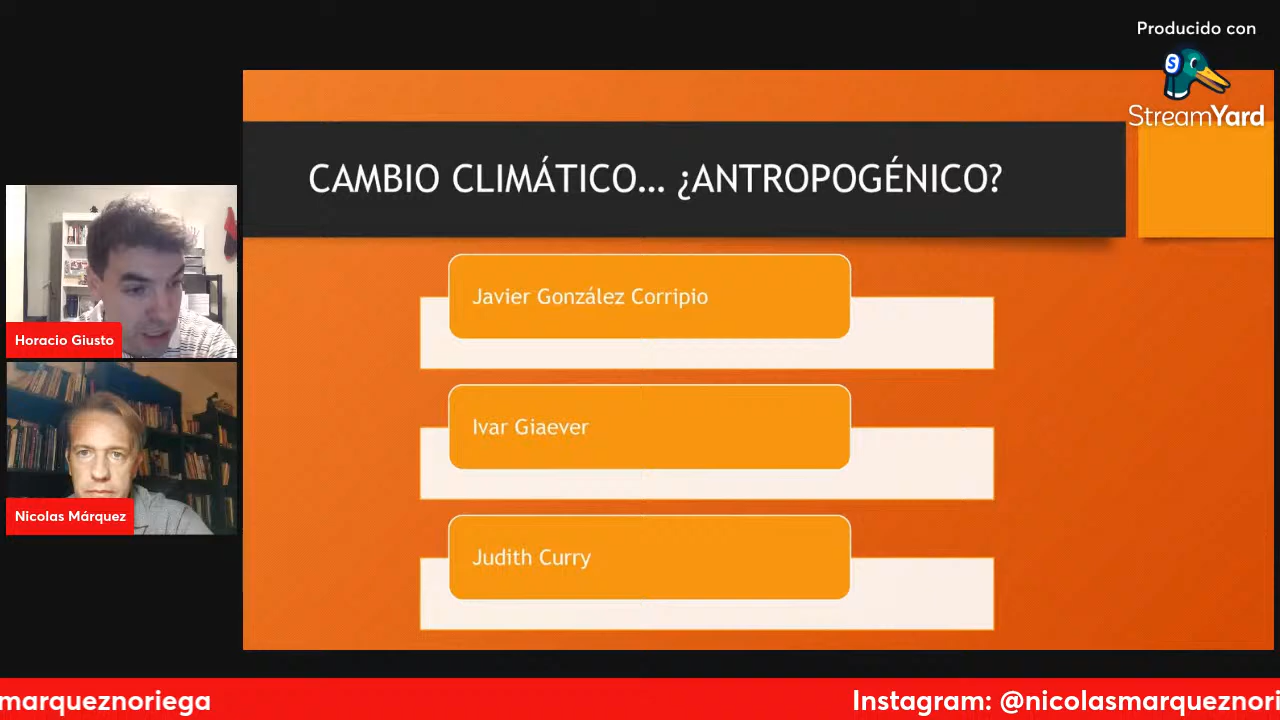 Producido con
StreamYard
CAMBIO CLIMÁTICO... ¿ANTROPOGÉNICO?
Javier González Corripio
Ivar Giaever
Judith Curry
Horacio Giusto
Nicolas Márquez
marqueznoriega
Instagram: @nicolasmarqueznori